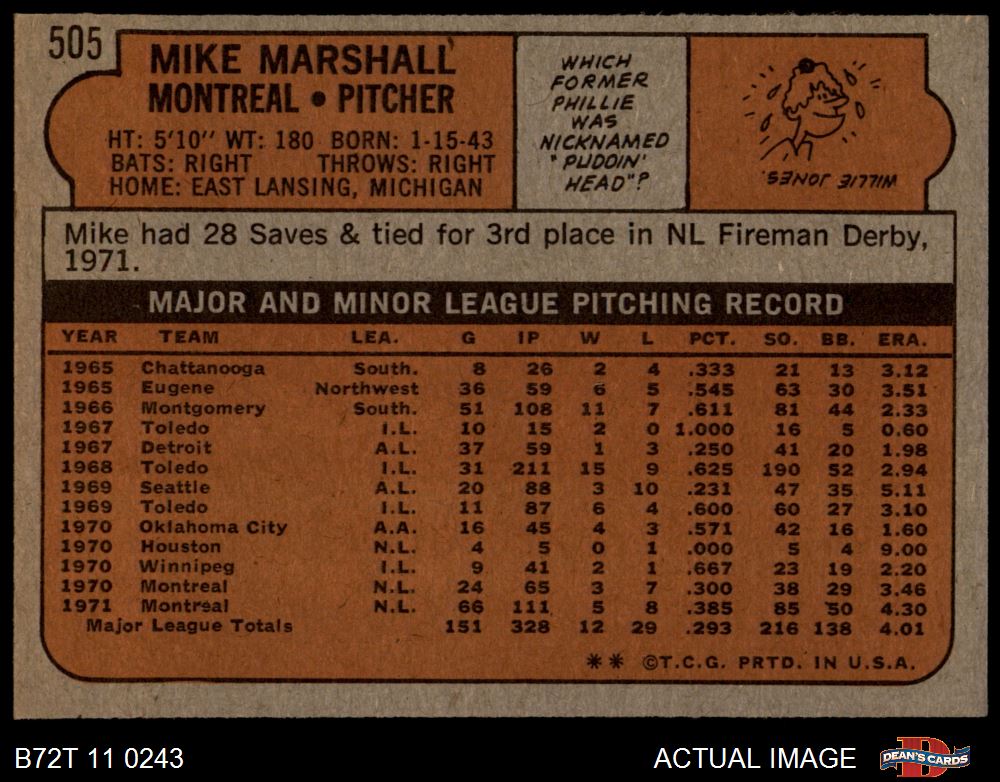 505
MIKE MARSHALL
MONTREAL • PITCHER
HT: 5'10" WT: 180 BORN: 1-15-43
BATS: RIGHT THROWS: RIGHT
HOME: EAST LANSING, MICHIGAN
WHICH
FORMER
PHILLIE
WAS
NICKNAMED
"PUDDIN'
HEAD"?
WILLIE JONES.
Mike had 28 Saves & tied for 3rd place in NL Fireman Derby,
1971.
MAJOR AND MINOR LEAGUE PITCHING RECORD
YEAR TEAM LEA. G IP W L PCT. SO. BB. ERA.
1965 Chattanooga South. 8 26 2 4 .333 21 13 3.12
1965 Eugene Northwest 36 59 6 5 .545 63 30 3.51
1966 Montgomery South. 51 108 11 7 .611 81 44 2.33
1967 Toledo I.L. 10 15 2 0 1.000 16 5 0.60
1967 Detroit A.L. 37 59 1 3 .250 41 20 1.98
1968 Toledo I.L. 31 211 15 9 .625 190 52 2.94
1969 Seattle A.L. 20 88 3 10 .231 47 35 5.11
1969 Toledo I.L. 11 87 6 4 .600 60 27 3.10
1970 Oklahoma City A.A. 16 45 4 3 .571 42 16 1.60
1970 Houston N.L. 4 5 0 1 .000 5 4 9.00
1970 Winnipeg I.L. 9 41 2 1 .667 23 19 2.20
1970 Montreal N.L. 24 65 3 7 .300 38 29 3.46
1971 Montreal N.L. 66 111 5 8 .385 85 50 4.30
Major League Totals 151 328 12 29 .293 216 138 4.01
** ©T.C.G. PRTD. IN U.S.A.
B72T 11 0243
ACTUAL IMAGE
DEAN'S CARDS